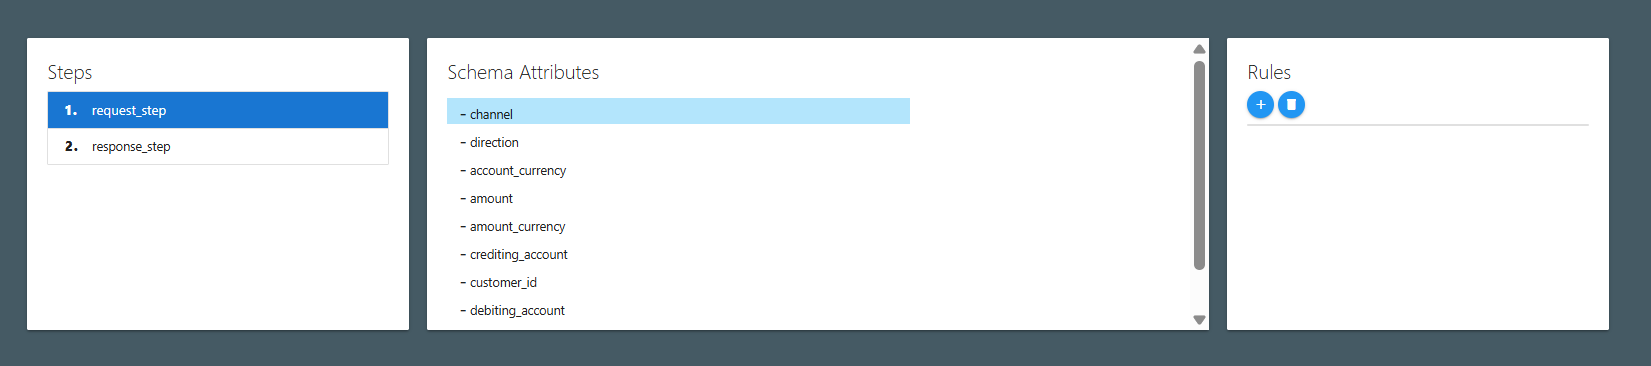 Steps
1. request_step
2. response_step
Schema Attributes
- channel
- direction
- account_currency
- amount
- amount_currency
- crediting_account
- customer_id
- debiting_account
Rules